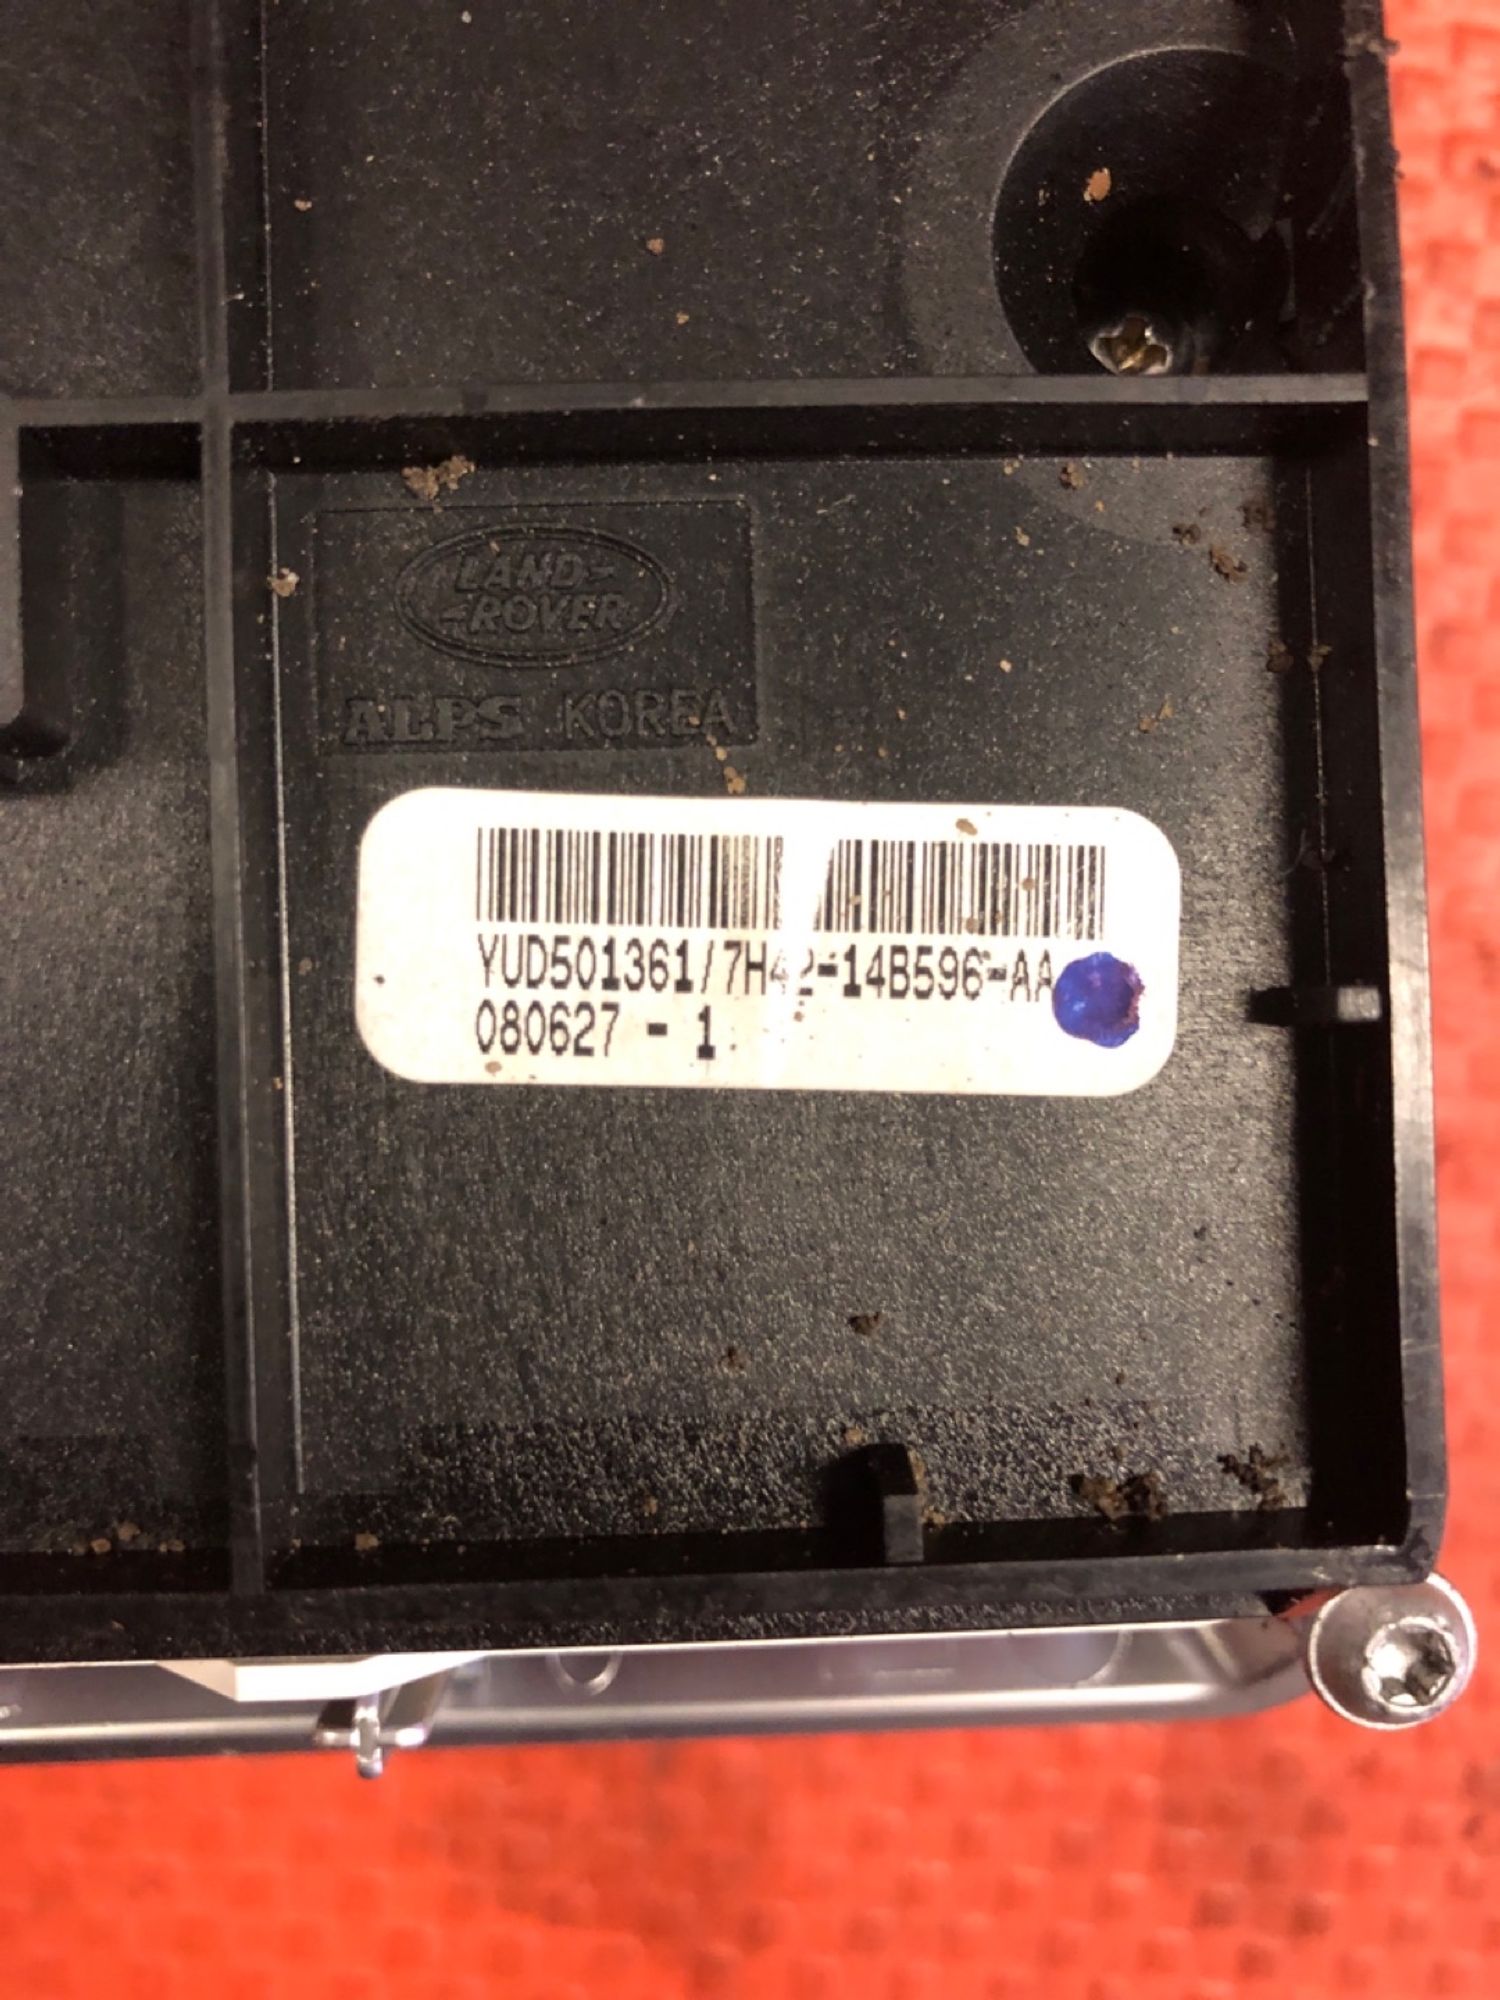 LAND-
-ROVER
ALPS KOREA
YUD501361/7H42-14B596-AA
080627 - 1